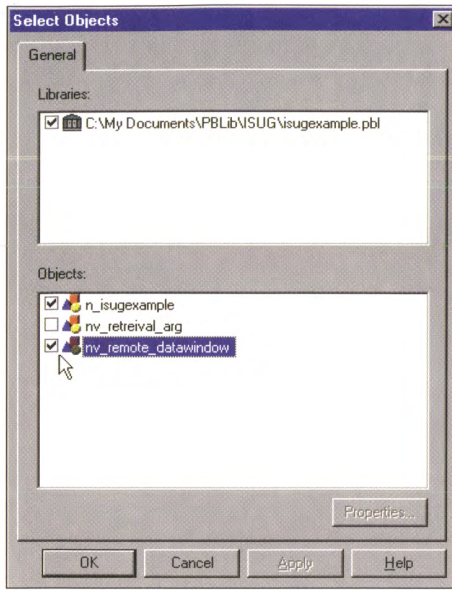 Select Objects
General
Libraries:
C:\My Documents\PBLib\ISUG\isugexample.pbl
Objects:
n_isugexample
nv_retreival_arg
nv_remote_datawindow
Properties...
OK Cancel Apply Help